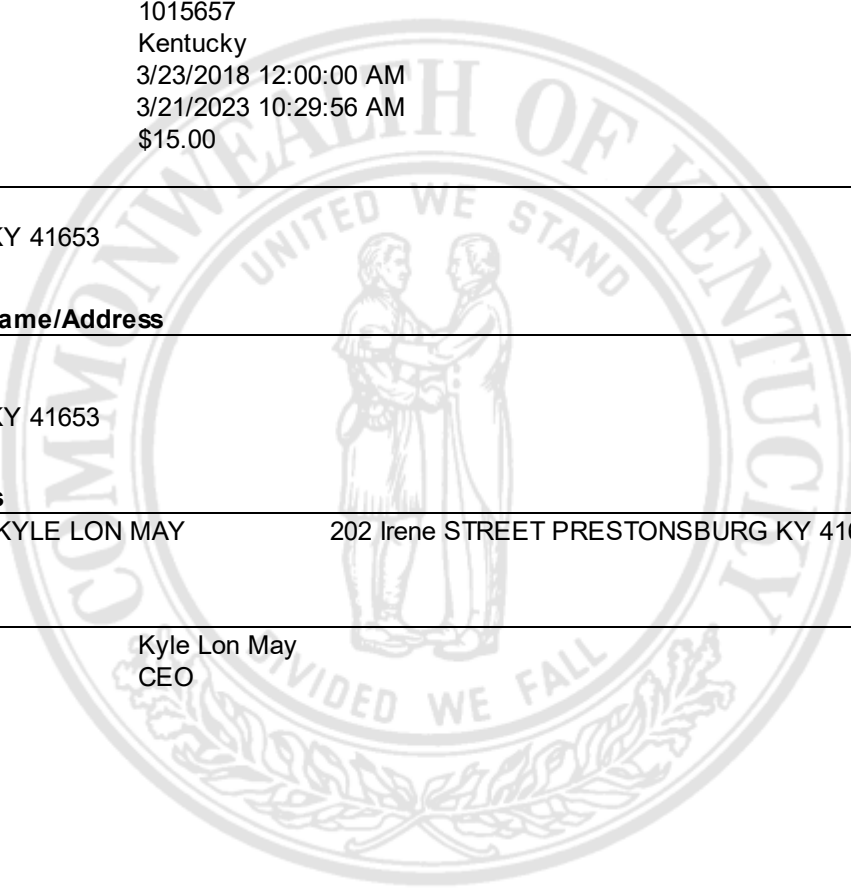 1015657
Kentucky
3/23/2018 12:00:00 AM
3/21/2023 10:29:56 AM
$15.00
KY 41653
ame/Address
KY 41653
s
KYLE LON MAY 202 Irene STREET PRESTONSBURG KY 416
Kyle Lon May
CEO
COMMONWEALTH OF KENTUCKY
UNITED WE STAND
DIVIDED WE FALL